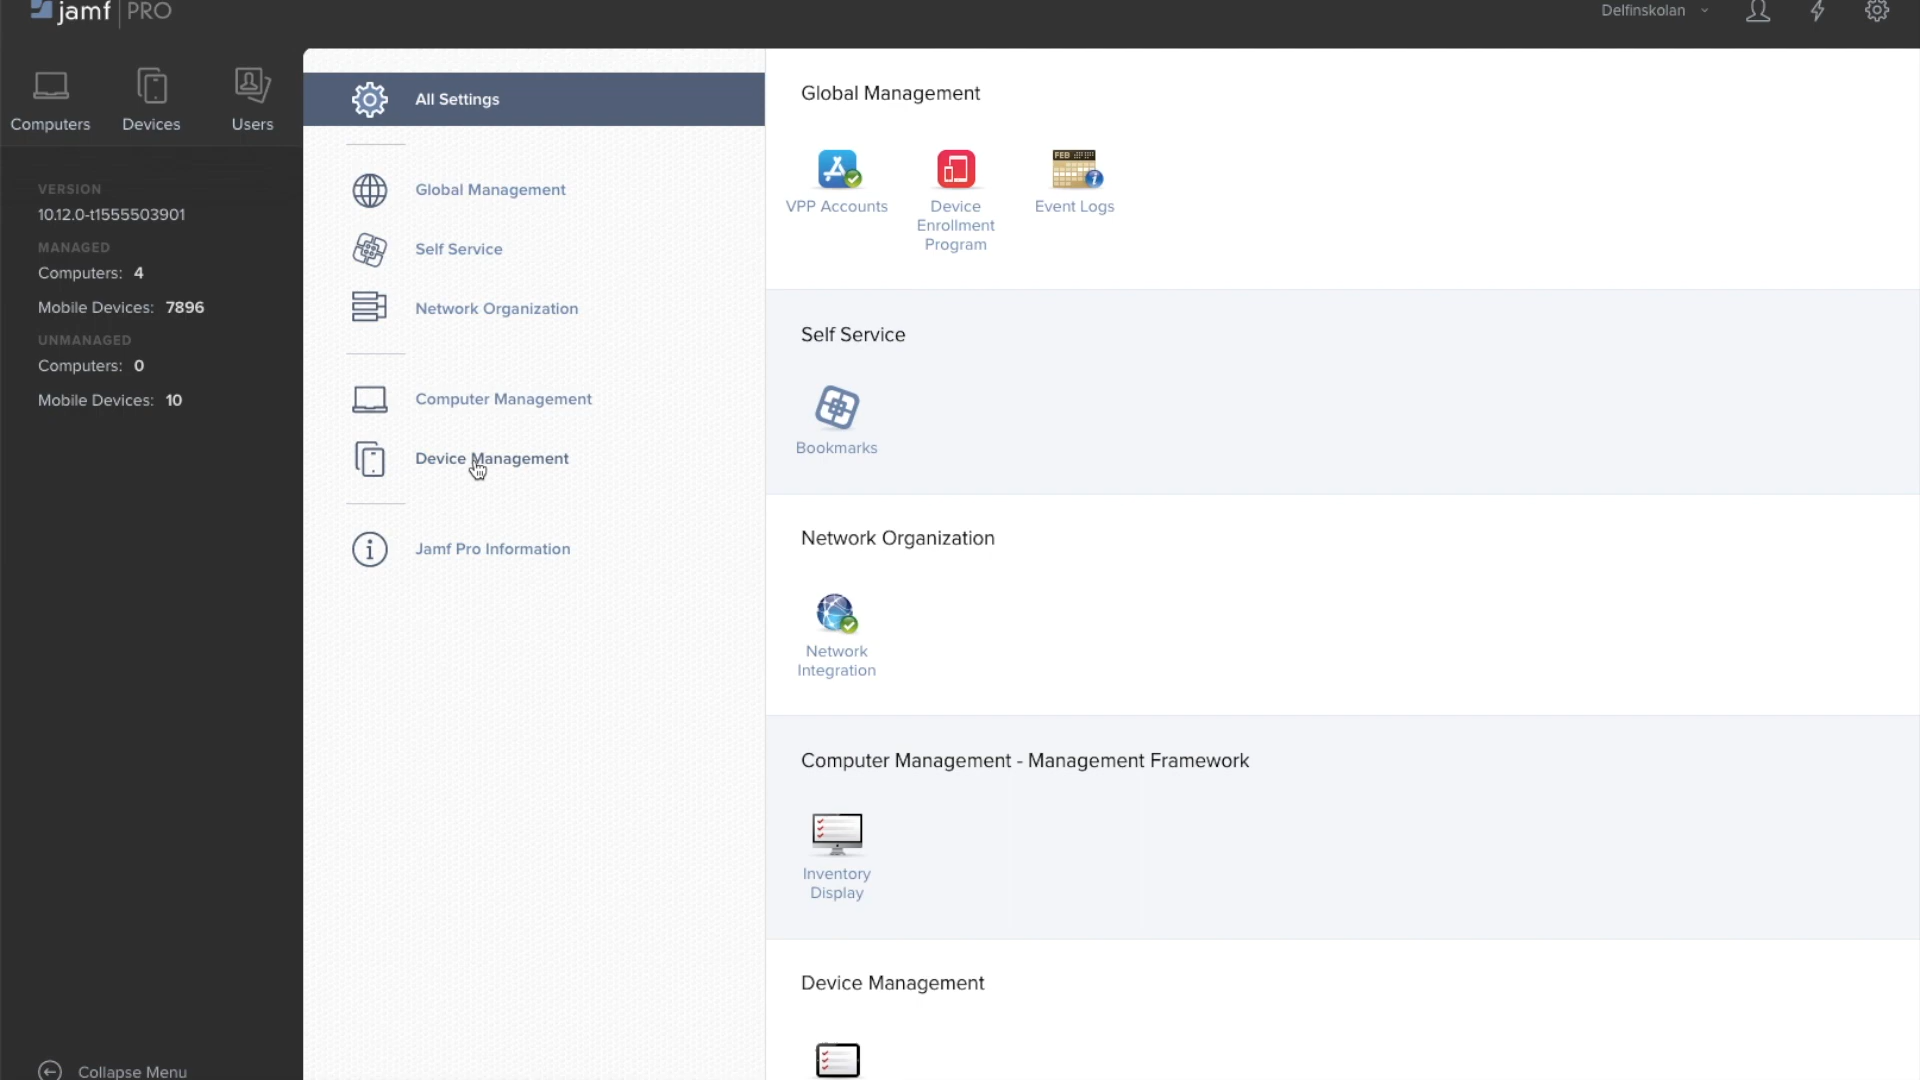 jamf PRO
Delfinskolan
Computers
Devices
Users
VERSION
10.12.0-t1555503901
MANAGED
Computers: 4
Mobile Devices: 7896
UNMANAGED
Computers: 0
Mobile Devices: 10
Collapse Menu
All Settings
Global Management
Self Service
Network Organization
Computer Management
Device Management
Jamf Pro Information
Global Management
VPP Accounts
Device
Enrollment
Program
FEB
Event Logs
Self Service
Bookmarks
Network Organization
Network
Integration
Computer Management - Management Framework
Inventory
Display
Device Management